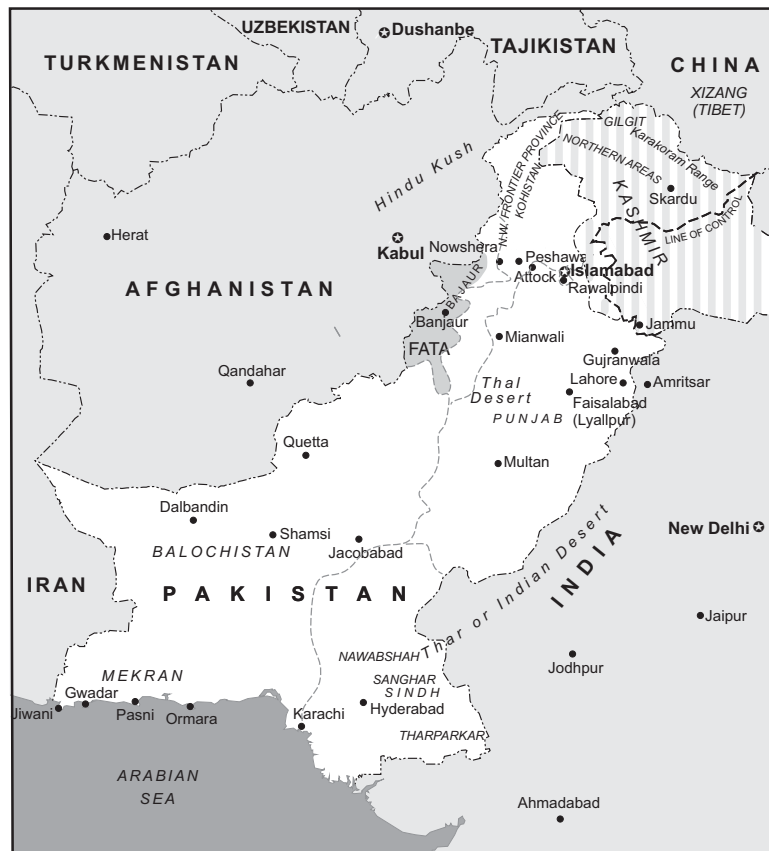 UZBEKISTAN
Dushanbe
TAJIKISTAN
TURKMENISTAN
CHINA
XIZANG
(TIBET)
GILGIT
Karakoram Range
NORTHERN AREAS
Skardu
KASHMIR
LINE OF CONTROL
N.W. FRONTIER PROVINCE
KOHISTAN
Hindu Kush
Herat
Kabul
Nowshera
Peshawa
Islamabad
Attock
Rawalpindi
BAJAUR
AFGHANISTAN
Banjaur
FATA
Mianwali
Jammu
Gujranwala
Lahore
Amritsar
Qandahar
Thal
Desert
PUNJAB
Faisalabad
(Lyallpur)
Quetta
Multan
Dalbandin
Shamsi
Jacobabad
BALOCHISTAN
New Delhi
IRAN
PAKISTAN
Thar or Indian Desert
INDIA
Jaipur
Jodhpur
NAWABSHAH
SANGHAR
SINDH
Hyderabad
MEKRAN
Gwadar
Jiwani
Pasni
Ormara
Karachi
THARPARKAR
ARABIAN
SEA
Ahmadabad